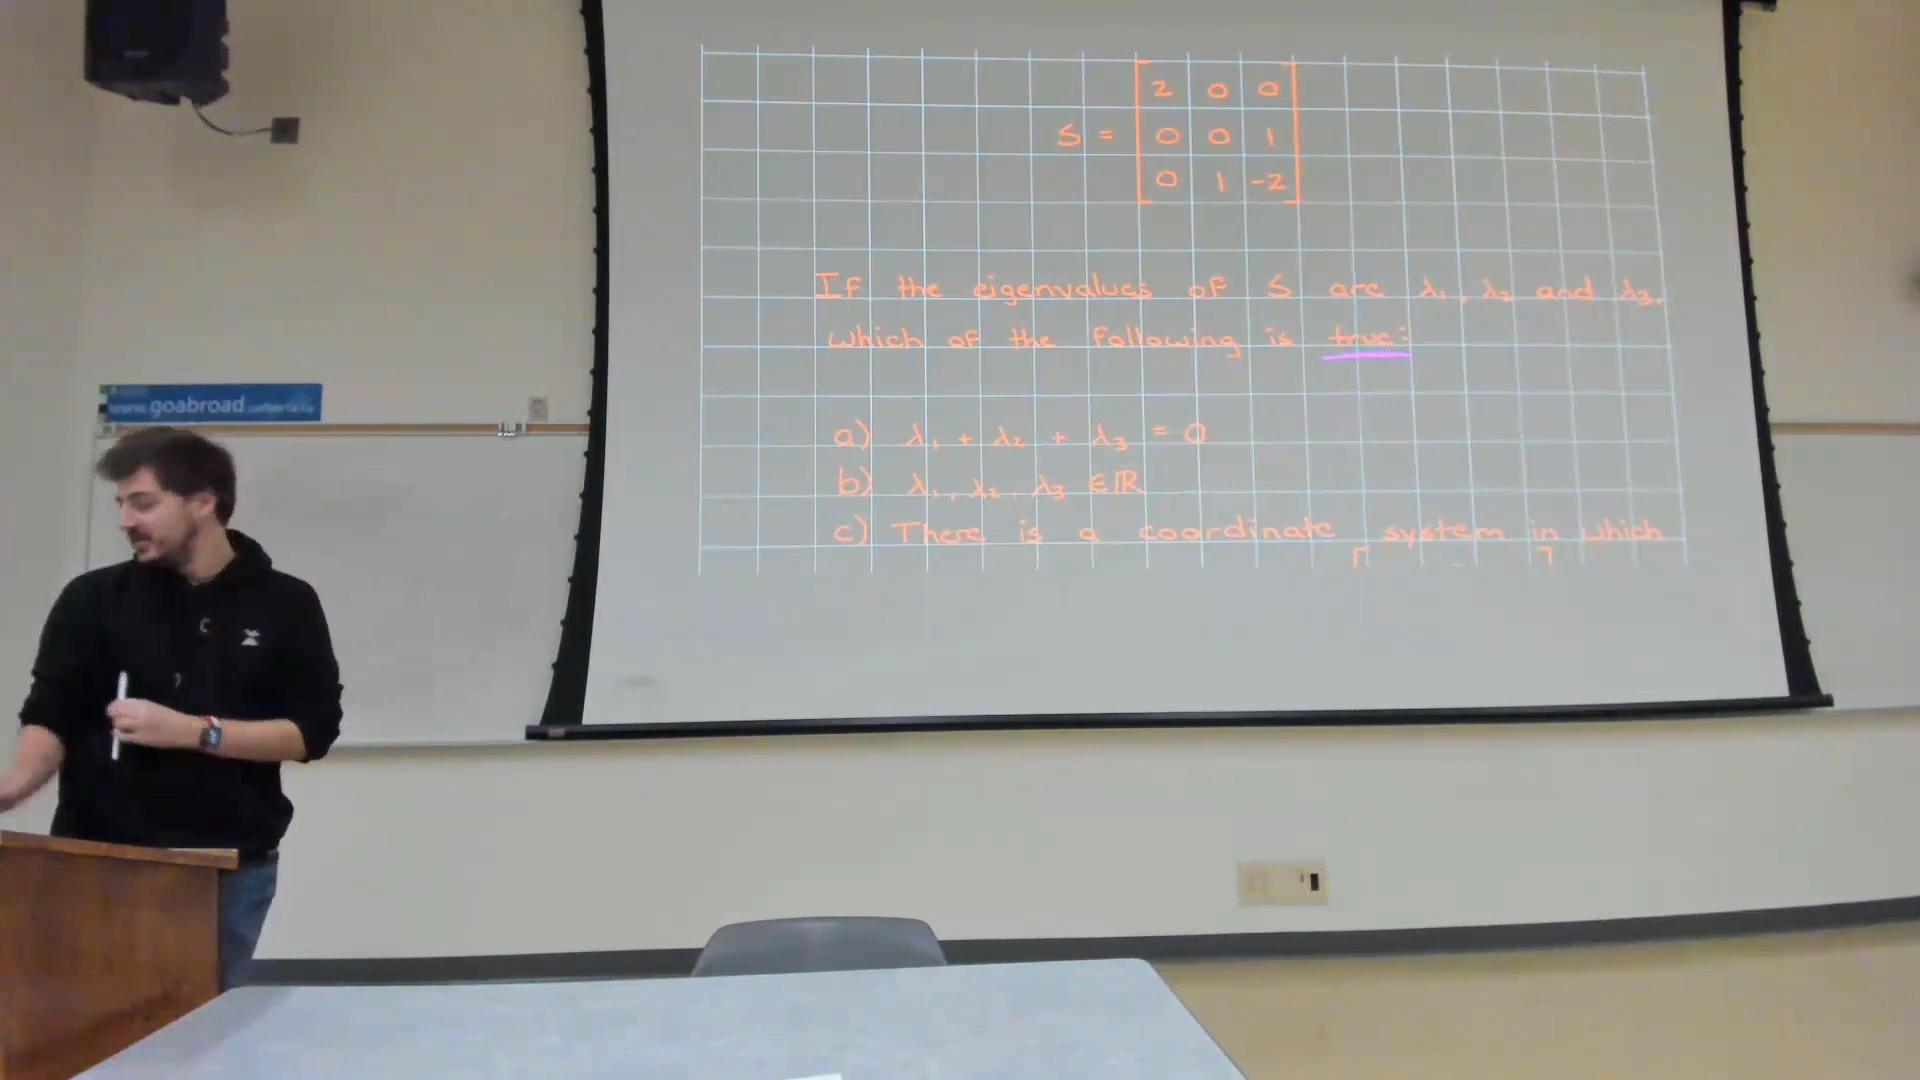 2 0 0
S = 0 0 1
0 1 -2
If the eigenvalues of S are λ₁, λ₂ and λ₃,
which of the following is true:
a) λ₁ + λ₂ + λ₃ = 0
b) λ₁, λ₂, λ₃ ∈ ℝ
c) There is a coordinate system in which
www.goabroad